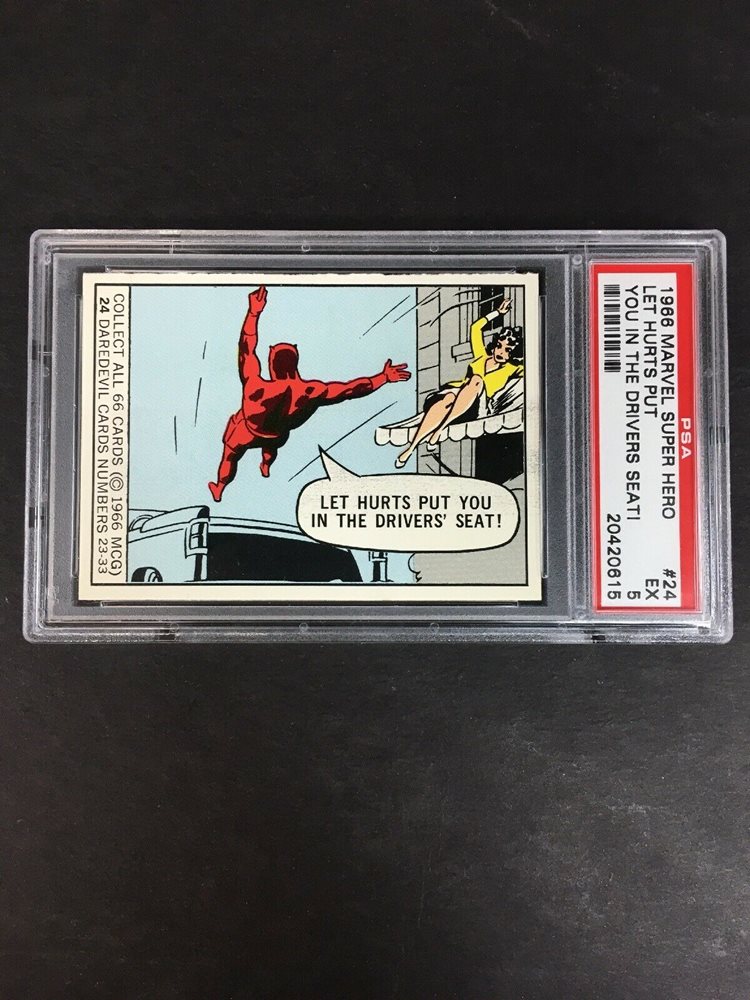 COLLECT ALL 66 CARDS (© 1966 MCG)
24 DAREDEVIL CARDS NUMBERS 23-33
LET HURTS PUT YOU
IN THE DRIVERS' SEAT!
PSA
1966 MARVEL SUPER HERO #24
LET HURTS PUT EX
YOU IN THE DRIVERS SEAT! 5
20420615